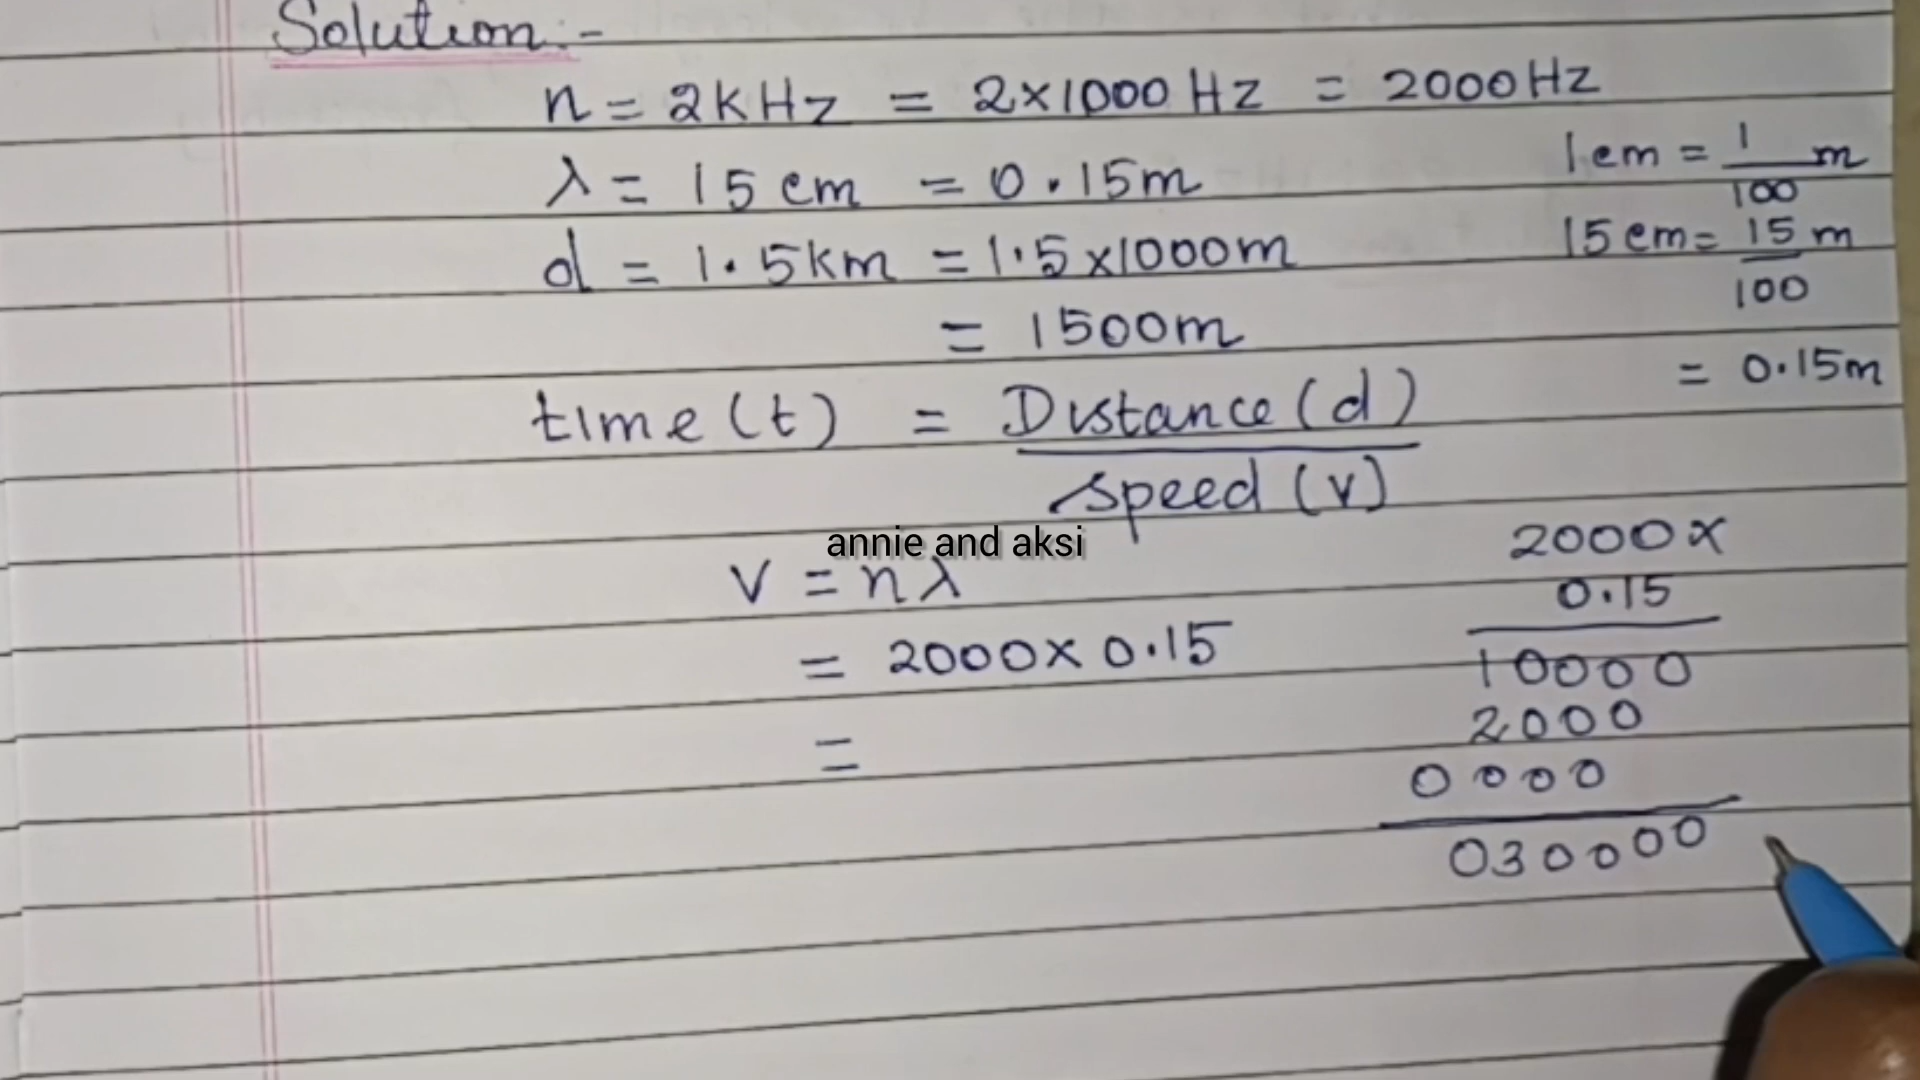 Solution:-
n = 2KHz = 2×1000 Hz = 2000Hz
λ = 15 cm = 0.15m
1cm = 1/100 m
d = 1.5km = 1.5×1000m
15cm = 15/100 m
= 1500m
= 0.15m
time (t) = Distance (d)
speed (v)
annie and aksi
v = nλ
2000×
0.15
= 2000×0.15
10000
2000
=
0000
030000